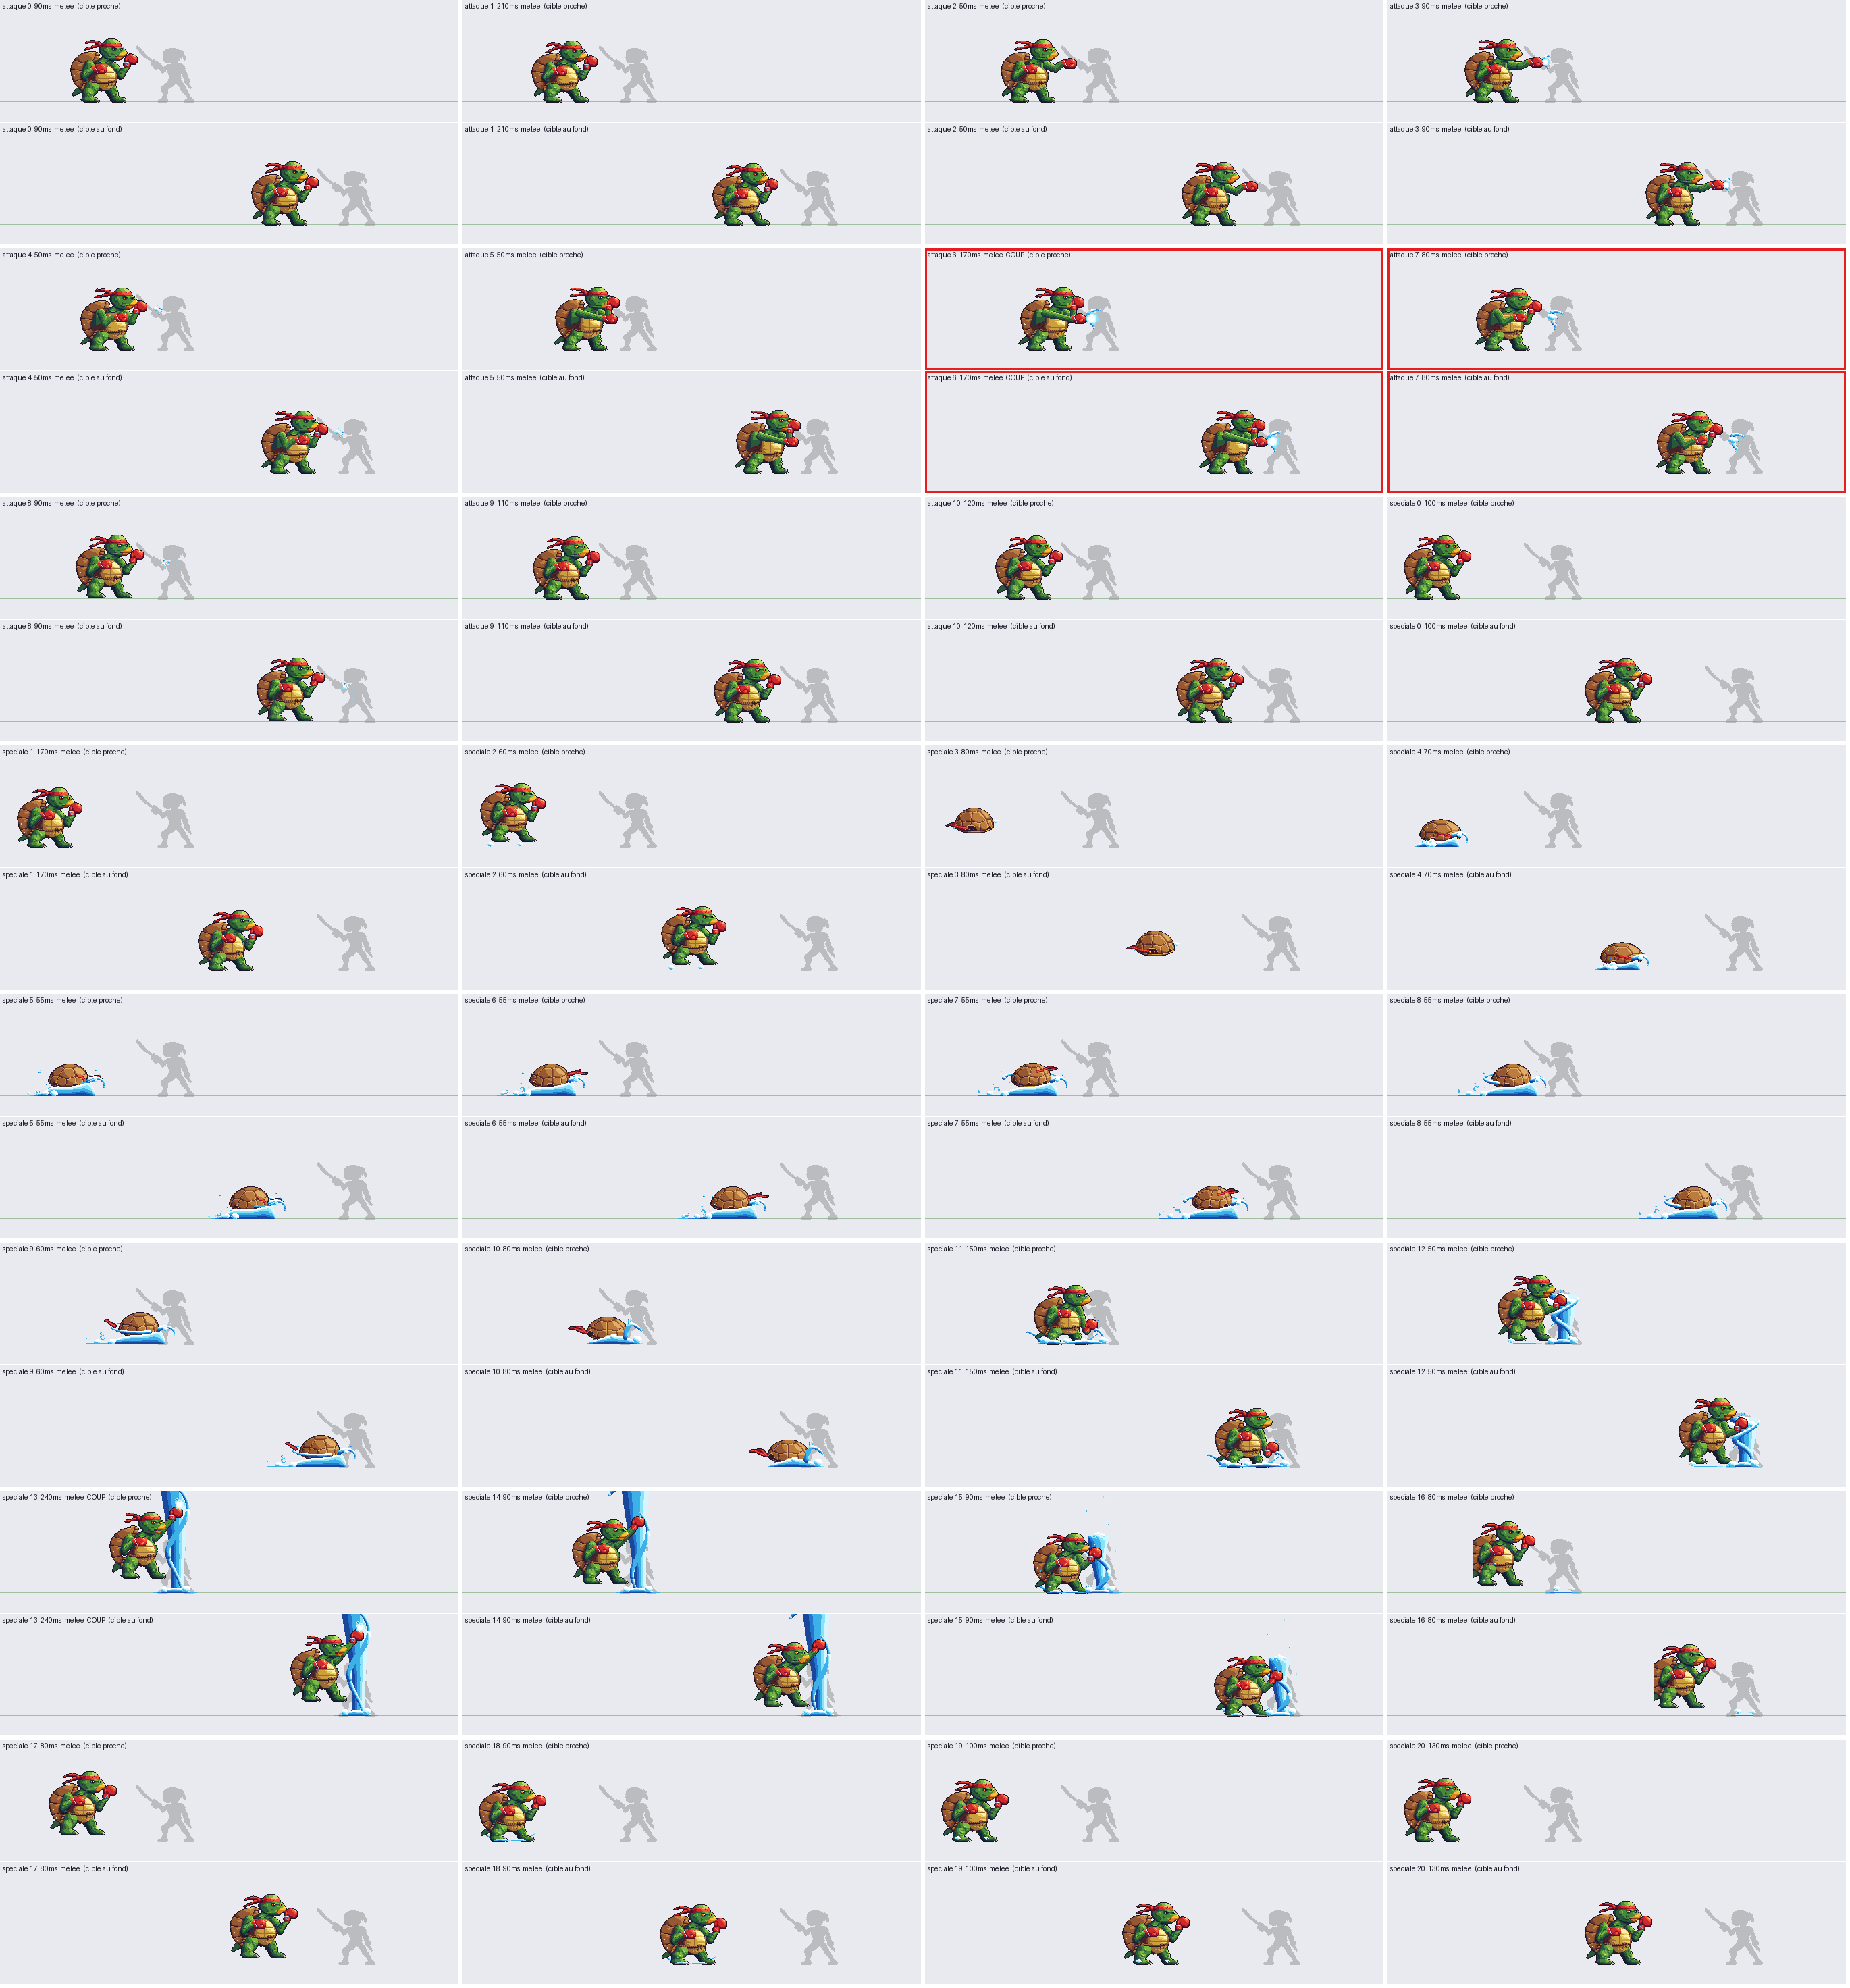 attaque 0 90ms melee (cible proche)
attaque 1 210ms melee (cible proche)
attaque 2 50ms melee (cible proche)
attaque 3 90ms melee (cible proche)
attaque 0 90ms melee (cible au fond)
attaque 1 210ms melee (cible au fond)
attaque 2 50ms melee (cible au fond)
attaque 3 90ms melee (cible au fond)
attaque 4 50ms melee (cible proche)
attaque 5 50ms melee (cible proche)
attaque 6 170ms melee COUP (cible proche)
attaque 7 80ms melee (cible proche)
attaque 4 50ms melee (cible au fond)
attaque 5 50ms melee (cible au fond)
attaque 6 170ms melee COUP (cible au fond)
attaque 7 80ms melee (cible au fond)
attaque 8 90ms melee (cible proche)
attaque 9 110ms melee (cible proche)
attaque 10 120ms melee (cible proche)
speciale 0 100ms melee (cible proche)
attaque 8 90ms melee (cible au fond)
attaque 9 110ms melee (cible au fond)
attaque 10 120ms melee (cible au fond)
speciale 0 100ms melee (cible au fond)
speciale 1 170ms melee (cible proche)
speciale 2 60ms melee (cible proche)
speciale 3 80ms melee (cible proche)
speciale 4 70ms melee (cible proche)
speciale 1 170ms melee (cible au fond)
speciale 2 60ms melee (cible au fond)
speciale 3 80ms melee (cible au fond)
speciale 4 70ms melee (cible au fond)
speciale 5 55ms melee (cible proche)
speciale 6 55ms melee (cible proche)
speciale 7 55ms melee (cible proche)
speciale 8 55ms melee (cible proche)
speciale 5 55ms melee (cible au fond)
speciale 6 55ms melee (cible au fond)
speciale 7 55ms melee (cible au fond)
speciale 8 55ms melee (cible au fond)
speciale 9 60ms melee (cible proche)
speciale 10 80ms melee (cible proche)
speciale 11 150ms melee (cible proche)
speciale 12 50ms melee (cible proche)
speciale 9 60ms melee (cible au fond)
speciale 10 80ms melee (cible au fond)
speciale 11 150ms melee (cible au fond)
speciale 12 50ms melee (cible au fond)
speciale 13 240ms melee COUP (cible proche)
speciale 14 90ms melee (cible proche)
speciale 15 90ms melee (cible proche)
speciale 16 80ms melee (cible proche)
speciale 13 240ms melee COUP (cible au fond)
speciale 14 90ms melee (cible au fond)
speciale 15 90ms melee (cible au fond)
speciale 16 80ms melee (cible au fond)
speciale 17 80ms melee (cible proche)
speciale 18 90ms melee (cible proche)
speciale 19 100ms melee (cible proche)
speciale 20 130ms melee (cible proche)
speciale 17 80ms melee (cible au fond)
speciale 18 90ms melee (cible au fond)
speciale 19 100ms melee (cible au fond)
speciale 20 130ms melee (cible au fond)